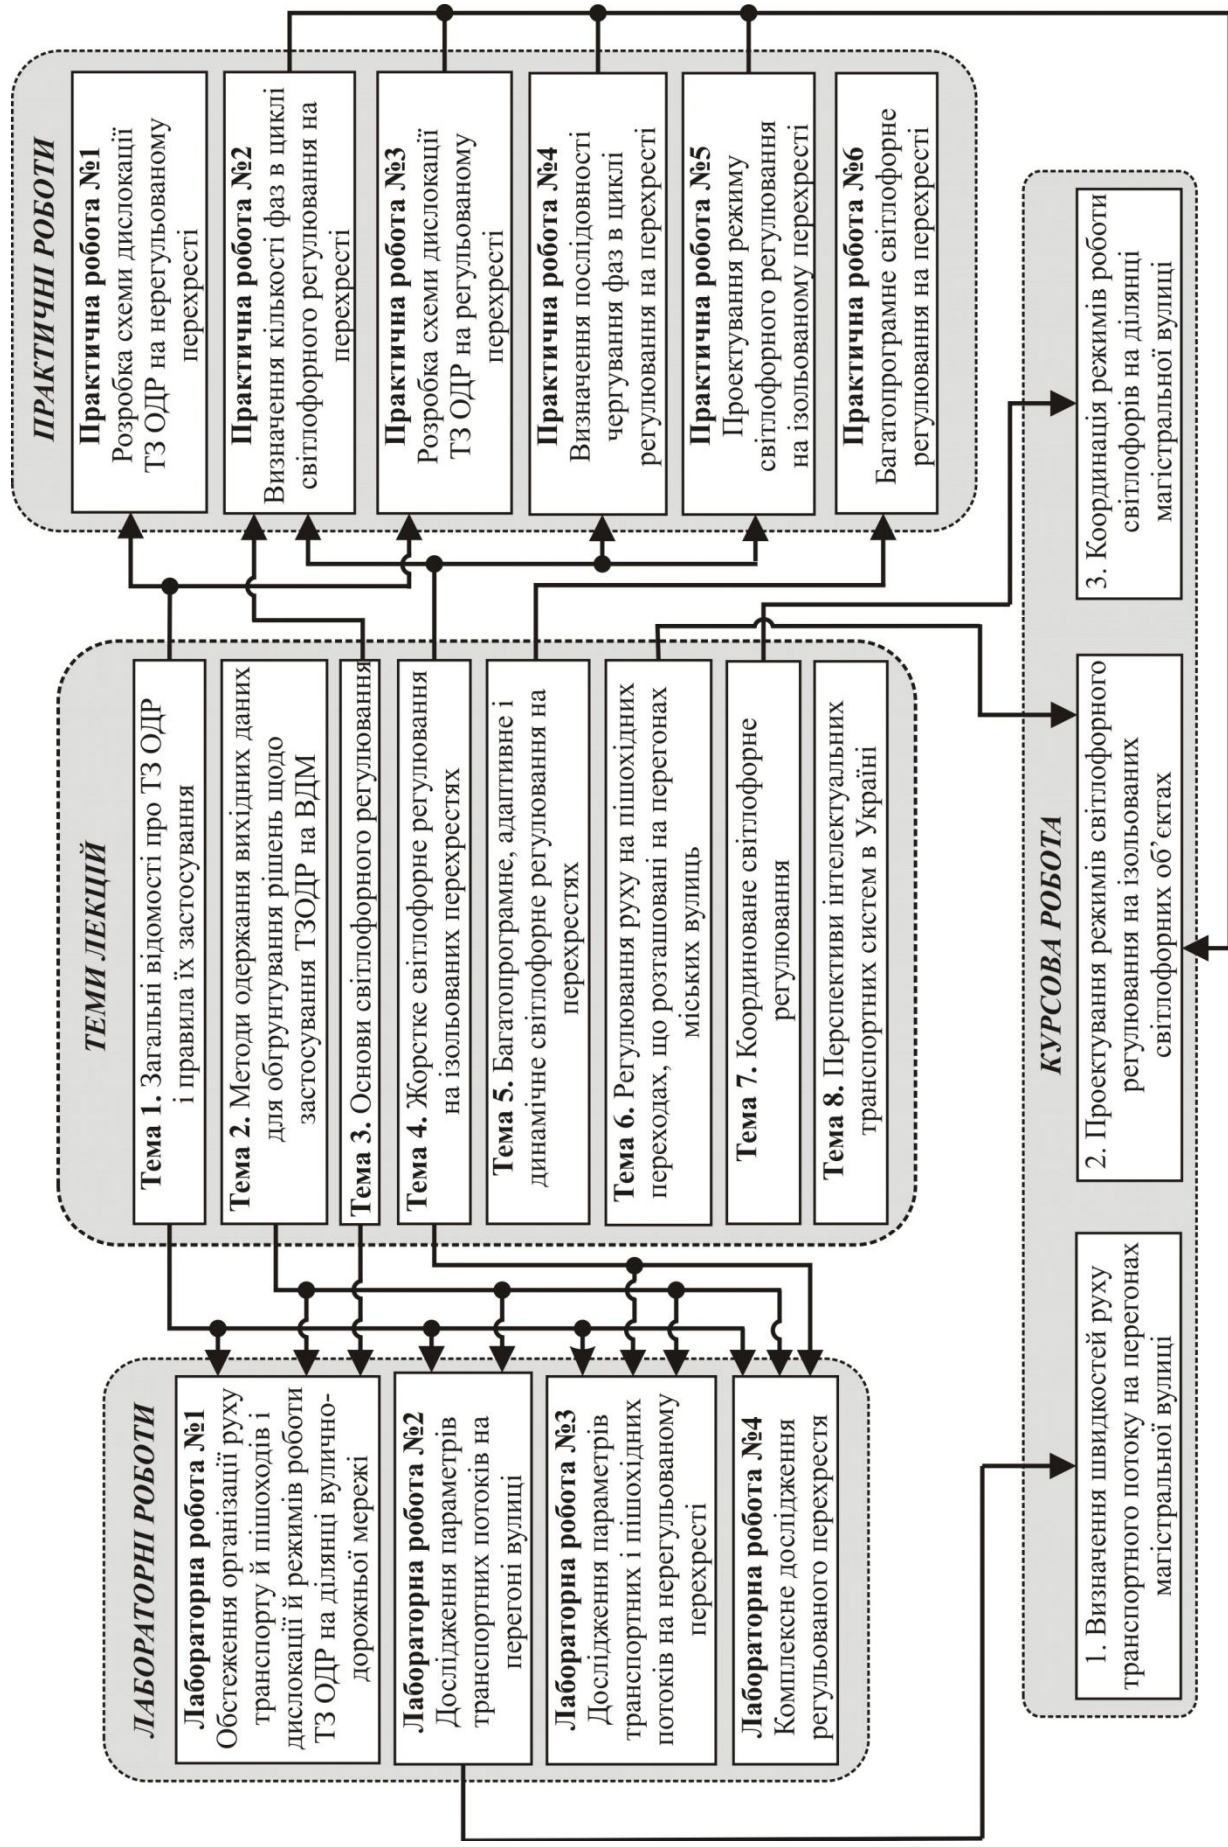 ЛАБОРАТОРНІ РОБОТИ
Лабораторна робота №1
Обстеження організації руху
транспорту й пішоходів і
дислокації й режимів роботи
ТЗ ОДР на ділянці вулично-
дорожньої мережі
Лабораторна робота №2
Дослідження параметрів
транспортних потоків на
перегоні вулиці
Лабораторна робота №3
Дослідження параметрів
транспортних і пішохідних
потоків на нерегульованому
перехресті
Лабораторна робота №4
Комплексне дослідження
регульованого перехрестя
ТЕМИ ЛЕКЦІЙ
Тема 1. Загальні відомості про ТЗ ОДР
і правила їх застосування
Тема 2. Методи одержання вихідних даних
для обгрунтування рішень щодо
застосування ТЗОДР на ВДМ
Тема 3. Основи світлофорного регулювання
Тема 4. Жорстке світлофорне регулювання
на ізольованих перехрестях
Тема 5. Багатопрограмне, адаптивне і
динамічне світлофорне регулювання на
перехрестях
Тема 6. Регулювання руху на пішохідних
переходах, що розташовані на перегонах
міських вулиць
Тема 7. Координоване світлофорне
регулювання
Тема 8. Перспективи інтелектуальних
транспортних систем в Україні
ПРАКТИЧНІ РОБОТИ
Практична робота №1
Розробка схеми дислокації
ТЗ ОДР на нерегульованому
перехресті
Практична робота №2
Визначення кількості фаз в циклі
світлофорного регулювання на
перехресті
Практична робота №3
Розробка схеми дислокації
ТЗ ОДР на регульованому
перехресті
Практична робота №4
Визначення послідовності
чергування фаз в циклі
регулювання на перехресті
Практична робота №5
Проектування режиму
світлофорного регулювання
на ізольованому перехресті
Практична робота №6
Багатопрограмне світлофорне
регулювання на перехресті
КУРСОВА РОБОТА
1. Визначення швидкостей руху
транспортного потоку на перегонах
магістральної вулиці
2. Проектування режимів світлофорного
регулювання на ізольованих
світлофорних об’єктах
3. Координація режимів роботи
світлофорів на ділянці
магістральної вулиці